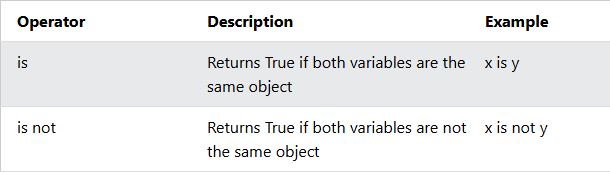 Operator Description Example
is Returns True if both variables are the x is y
same object
is not Returns True if both variables are not x is not y
the same object